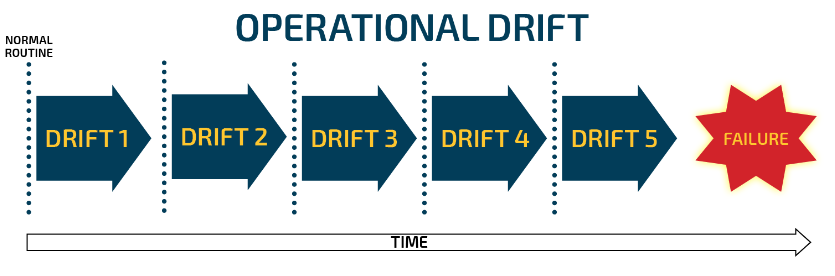 OPERATIONAL DRIFT
NORMAL
ROUTINE
DRIFT 1
DRIFT 2
DRIFT 3
DRIFT 4
DRIFT 5
FAILURE
TIME